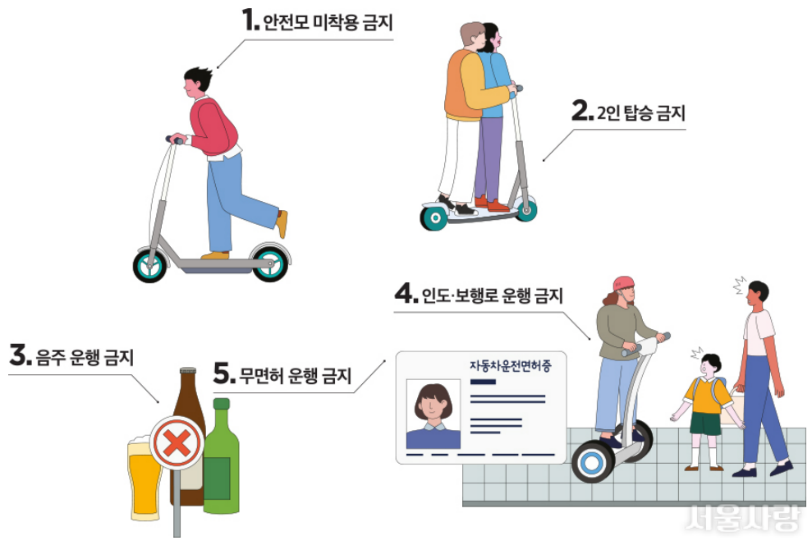 1. 안전모 미착용 금지
2. 2인 탑승 금지
3. 음주 운행 금지
4. 인도·보행로 운행 금지
5. 무면허 운행 금지
자동차운전면허증
서울사랑